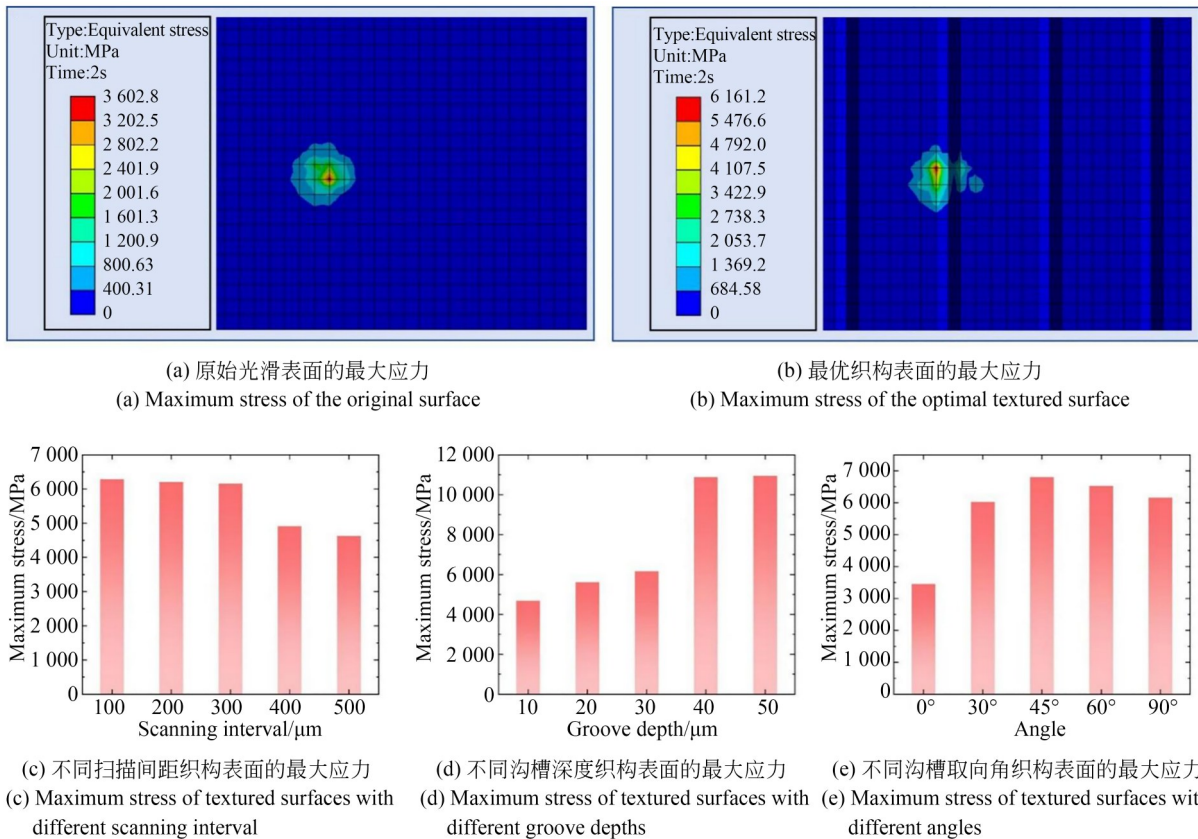 Type:Equivalent stress
Unit:MPa
Time:2s
3 602.8
3 202.5
2 802.2
2 401.9
2 001.6
1 601.3
1 200.9
800.63
400.31
0
Type:Equivalent stress
Unit:MPa
Time:2s
6 161.2
5 476.6
4 792.0
4 107.5
3 422.9
2 738.3
2 053.7
1 369.2
684.58
0
(a) 原始光滑表面的最大应力
(a) Maximum stress of the original surface
(b) 最优织构表面的最大应力
(b) Maximum stress of the optimal textured surface
Maximum stress/MPa
7 000
6 000
5 000
4 000
3 000
2 000
1 000
0
100 200 300 400 500
Scanning interval/μm
Maximum stress/MPa
12 000
10 000
8 000
6 000
4 000
2 000
0
10 20 30 40 50
Groove depth/μm
Maximum stress/MPa
7 000
6 000
5 000
4 000
3 000
2 000
1 000
0
0° 30° 45° 60° 90°
Angle
(c) 不同扫描间距织构表面的最大应力
(c) Maximum stress of textured surfaces with
different scanning interval
(d) 不同沟槽深度织构表面的最大应力
(d) Maximum stress of textured surfaces with
different groove depths
(e) 不同沟槽取向角织构表面的最大应力
(e) Maximum stress of textured surfaces wit
different angles